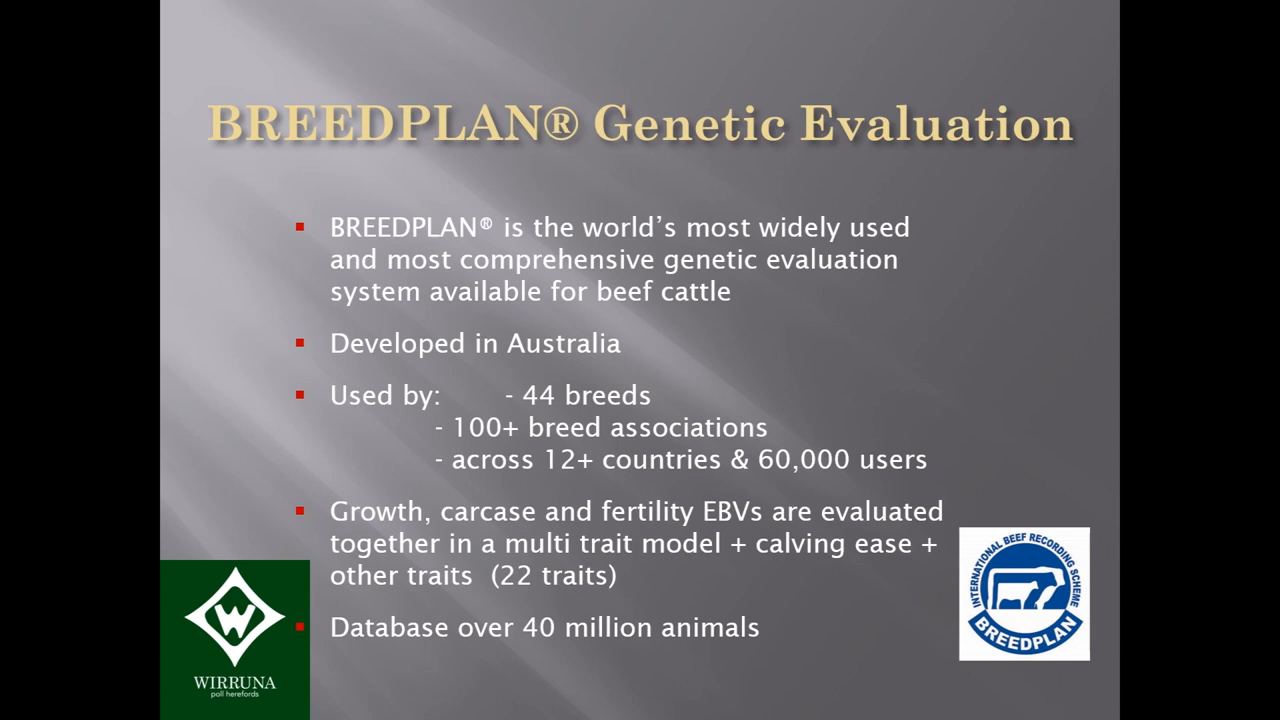 BREEDPLAN® Genetic Evaluation
▪ BREEDPLAN® is the world's most widely used
and most comprehensive genetic evaluation
system available for beef cattle
▪ Developed in Australia
▪ Used by: - 44 breeds
- 100+ breed associations
- across 12+ countries & 60,000 users
▪ Growth, carcase and fertility EBVs are evaluated
together in a multi trait model + calving ease +
other traits (22 traits)
▪ Database over 40 million animals
W
WIRRUNA
poll herefords
INTERNATIONAL BEEF RECORDING SCHEME
BREEDPLAN